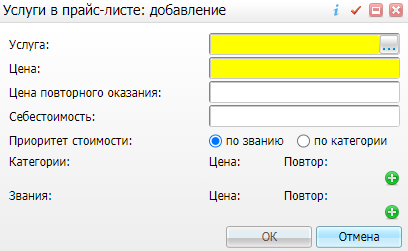 Услуги в прайс-листе: добавление
Услуга:
...
Цена:
Цена повторного оказания:
Себестоимость:
Приоритет стоимости: по званию по категории
Категории: Цена: Повтор:
Звания: Цена: Повтор:
ОК Отмена